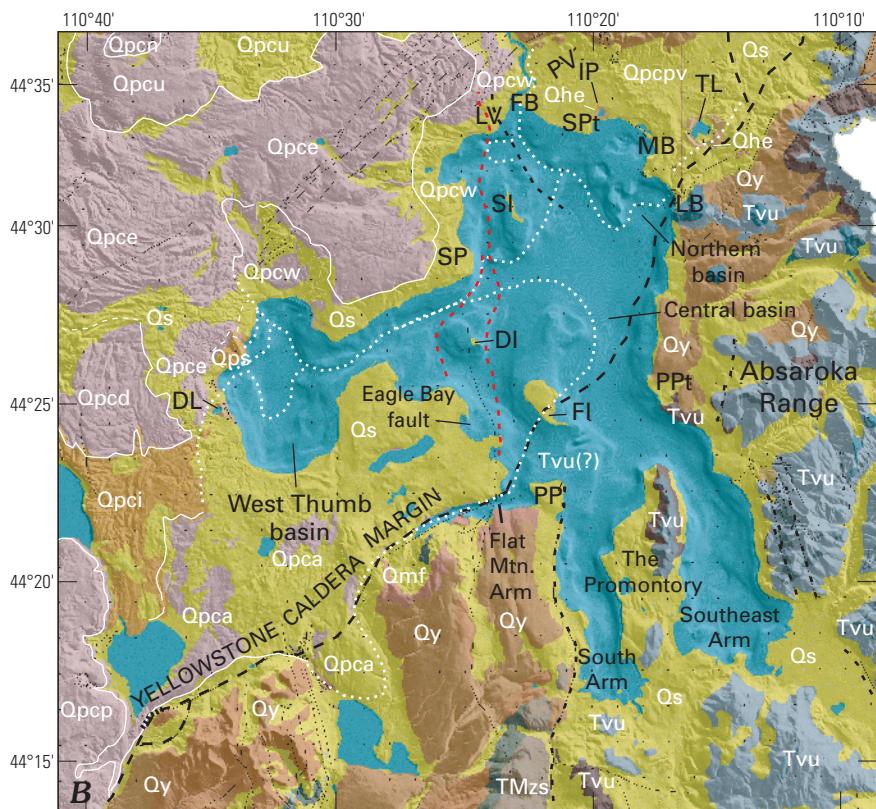 110°40'
110°30'
110°20'
110°10'
44°35'
44°30'
44°25'
44°20'
44°15'
Qpcn
Qpcu
Qs
Qpcu
Qpcw
PV
IP
Qpcpv
TL
Qhe
LV
FB
SPt
MB
Qhe
Qpce
Qpcw
Qy
SI
LB
Tvu
Qpce
SP
Northern
basin
Tvu
Qpcw
Qs
Qs
Central basin
Qpce
Qps
DI
Qy
Qy
Qpcd
DL
Eagle Bay
fault
PPt
Absaroka
Range
Qs
FI
Tvu
Qpci
Tvu(?)
Tvu
West Thumb
basin
PP
Tvu
Qpca
Flat
Mtn.
Arm
The
Promontory
Qmf
Qpca
Qy
Qy
Southeast
Arm
Tvu
YELLOWSTONE CALDERA MARGIN
Qpca
South
Arm
Qs
Qs
Qpcp
Qy
Tvu
Tvu
B
Qy
TMzs
Tvu